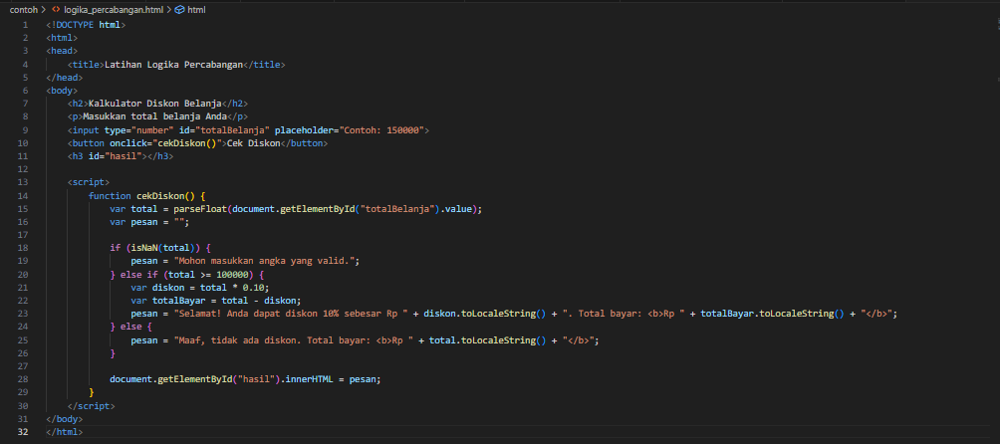 contoh > <> logika_percabangan.html > html
1 <!DOCTYPE html>
2 <html>
3 <head>
4     <title>Latihan Logika Percabangan</title>
5 </head>
6 <body>
7     <h2>Kalkulator Diskon Belanja</h2>
8     <p>Masukkan total belanja Anda</p>
9     <input type="number" id="totalBelanja" placeholder="Contoh: 150000">
10     <button onclick="cekDiskon()">Cek Diskon</button>
11     <h3 id="hasil"></h3>
12
13     <script>
14         function cekDiskon() {
15             var total = parseFloat(document.getElementById("totalBelanja").value);
16             var pesan = "";
17
18             if (isNaN(total)) {
19                 pesan = "Mohon masukkan angka yang valid.";
20             } else if (total >= 100000) {
21                 var diskon = total * 0.10;
22                 var totalBayar = total - diskon;
23                 pesan = "Selamat! Anda dapat diskon 10% sebesar Rp " + diskon.toLocaleString() + ". Total bayar: <b>Rp " + totalBayar.toLocaleString() + "</b>";
24             } else {
25                 pesan = "Maaf, tidak ada diskon. Total bayar: <b>Rp " + total.toLocaleString() + "</b>";
26             }
27
28             document.getElementById("hasil").innerHTML = pesan;
29         }
30     </script>
31 </body>
32 </html>